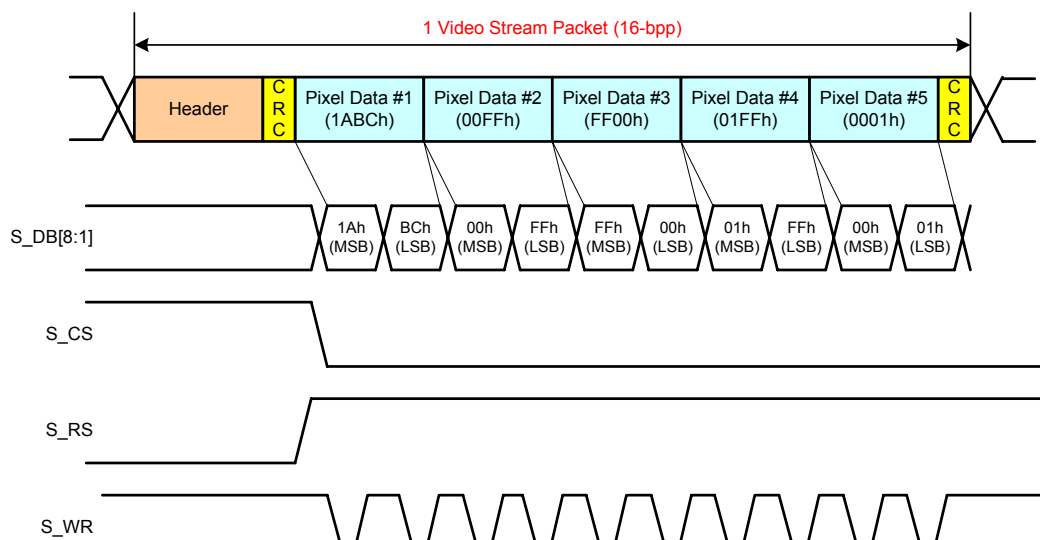 1 Video Stream Packet (16-bpp)
Header
C
R
C
Pixel Data #1
(1ABCh)
Pixel Data #2
(00FFh)
Pixel Data #3
(FF00h)
Pixel Data #4
(01FFh)
Pixel Data #5
(0001h)
C
R
C
S_DB[8:1]
1Ah
(MSB)
BCh
(LSB)
00h
(MSB)
FFh
(LSB)
FFh
(MSB)
00h
(LSB)
01h
(MSB)
FFh
(LSB)
00h
(MSB)
01h
(LSB)
S_CS
S_RS
S_WR